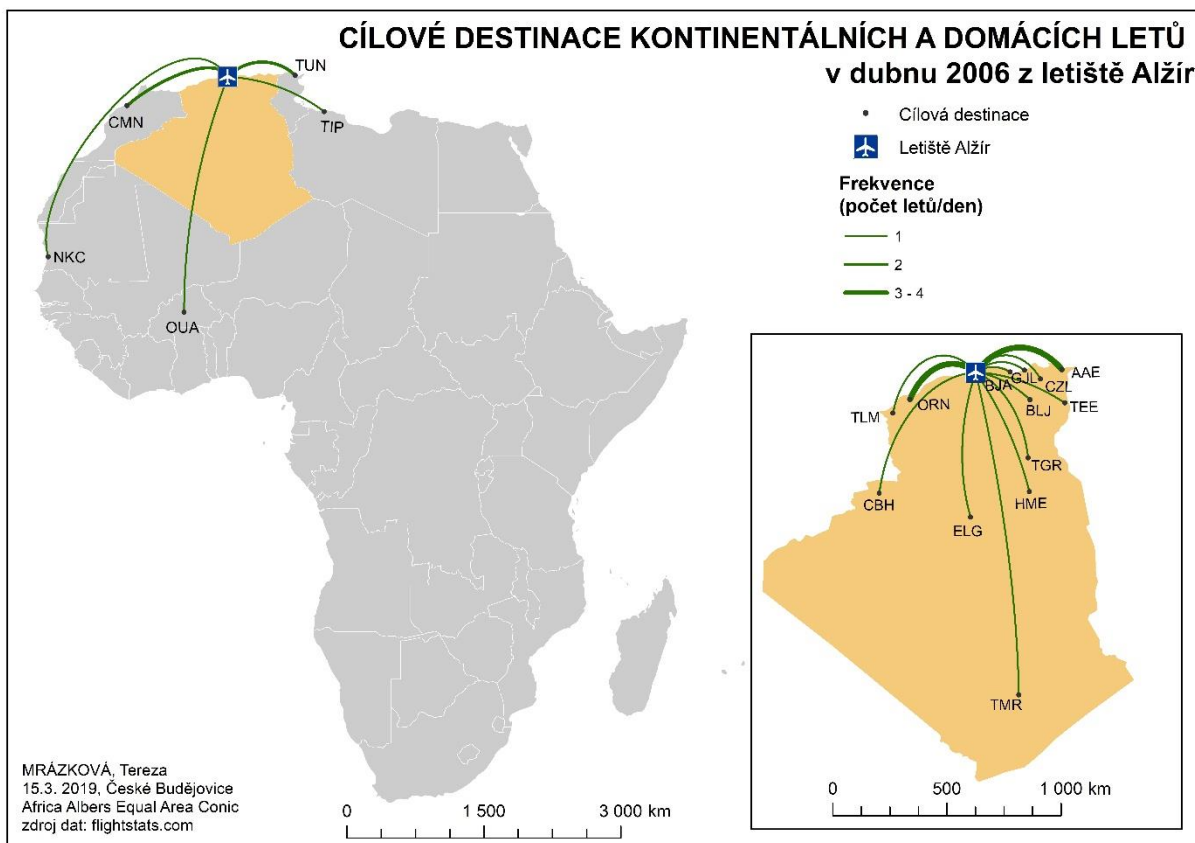 CÍLOVÉ DESTINACE KONTINENTÁLNÍCH A DOMÁCÍCH LETŮ
v dubnu 2006 z letiště Alžír
Cílová destinace
Letiště Alžír
Frekvence
(počet letů/den)
1
2
3 - 4
TUN
CMN
TIP
NKC
OUA
AAE
GJL
BJA
CZL
TEE
BLJ
ORN
TLM
TGR
HME
CBH
ELG
TMR
0 500 1 000 km
MRÁZKOVÁ, Tereza
15.3. 2019, České Budějovice
Africa Albers Equal Area Conic
zdroj dat: flightstats.com
0 1 500 3 000 km